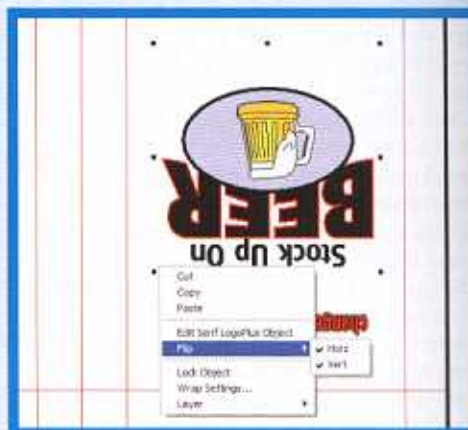 Stock Up On
BEER
Cut
Copy
Paste
Edit Serif LogoPlus Object
Flip
Horz
Vert
Lock Object
Wrap Settings...
Layer